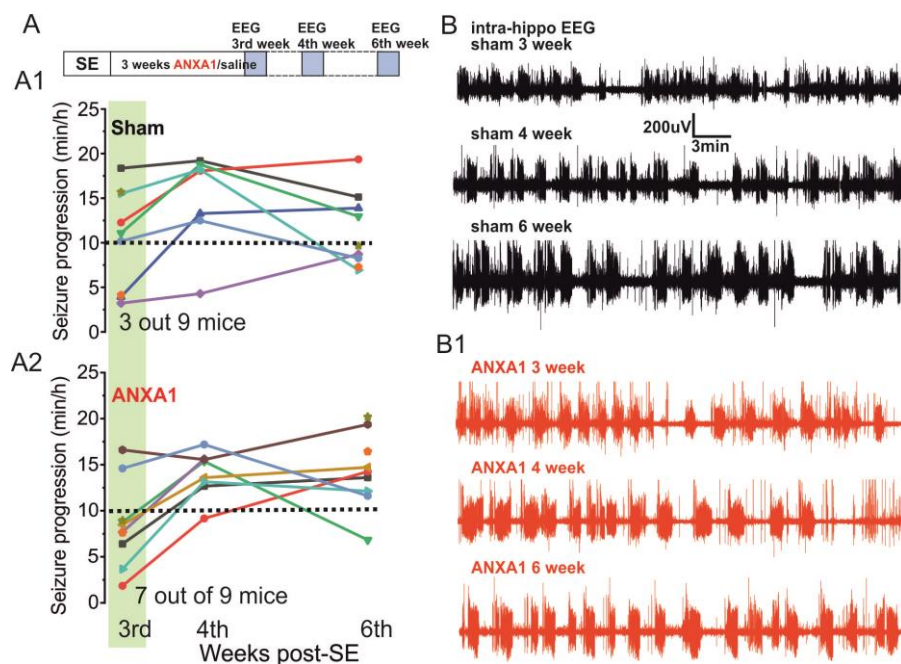 A
EEG
3rd week
EEG
4th week
EEG
6th week
SE
3 weeks ANXA1/saline
A1
Seizure progression (min/h)
25
20
15
10
5
0
Sham
3 out 9 mice
A2
Seizure progression (min/h)
25
20
15
10
5
0
ANXA1
7 out of 9 mice
3rd
4th
6th
Weeks post-SE
B
intra-hippo EEG
sham 3 week
200uV
3min
sham 4 week
sham 6 week
B1
ANXA1 3 week
ANXA1 4 week
ANXA1 6 week